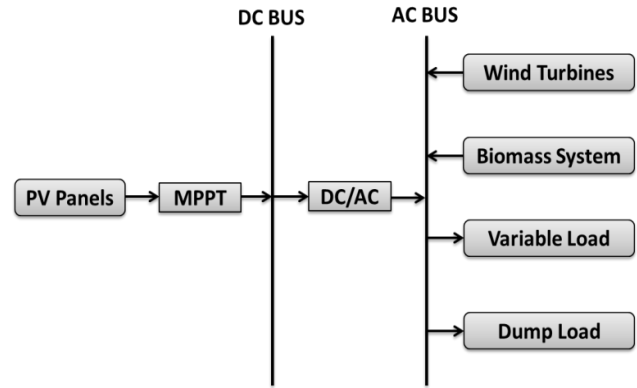 DC BUS
AC BUS
Wind Turbines
Biomass System
PV Panels
MPPT
DC/AC
Variable Load
Dump Load